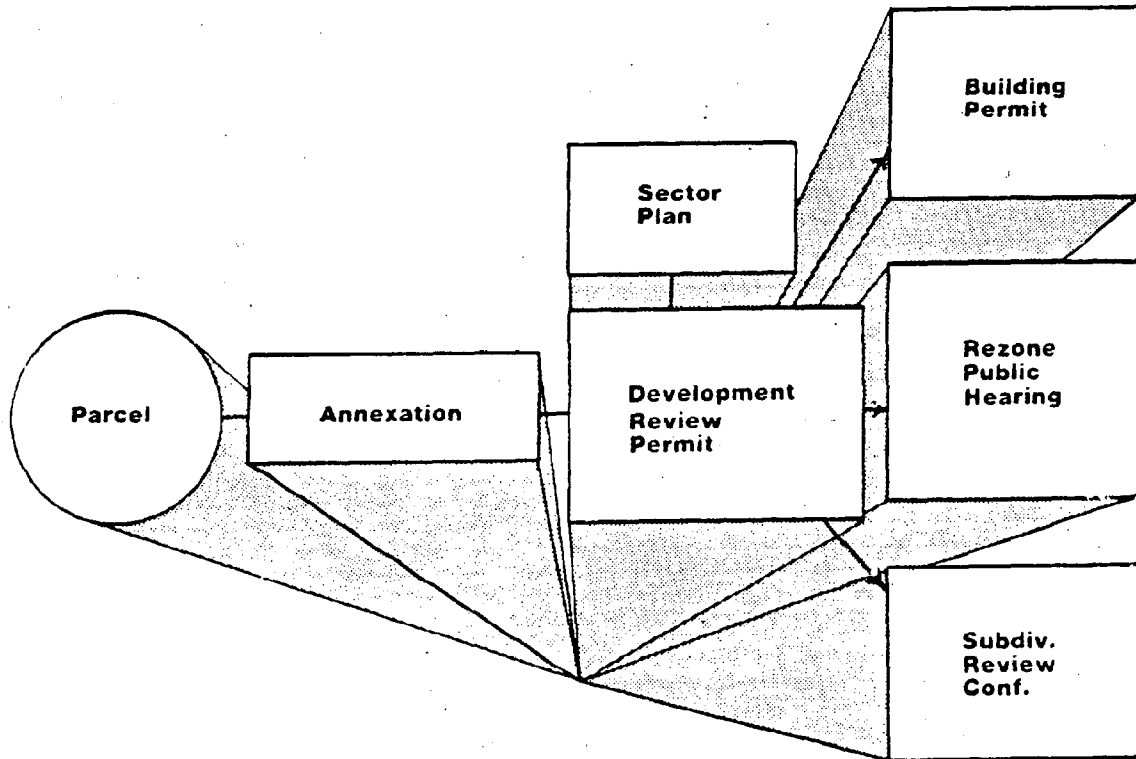 Parcel
Annexation
Sector
Plan
Development
Review
Permit
Building
Permit
Rezone
Public
Hearing
Subdiv.
Review
Conf.